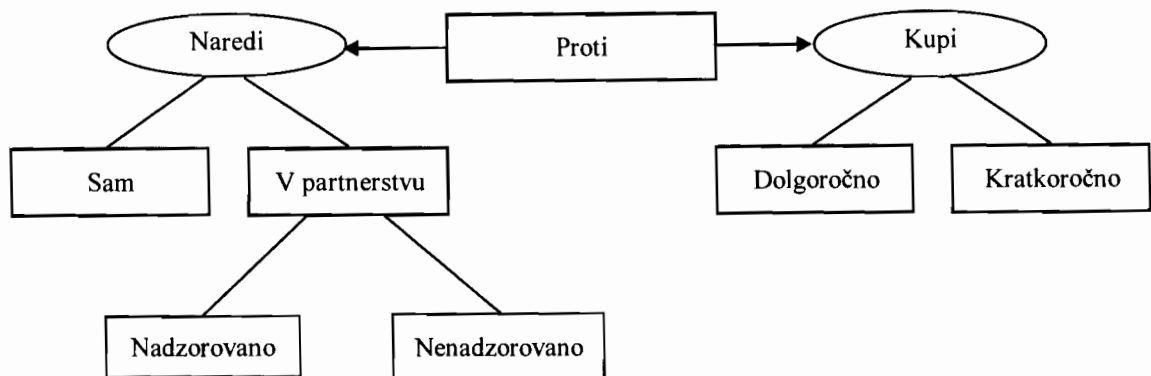 Naredi
Proti
Kupi
Sam
V partnerstvu
Dolgoročno
Kratkoročno
Nadzorovano
Nenadzorovano